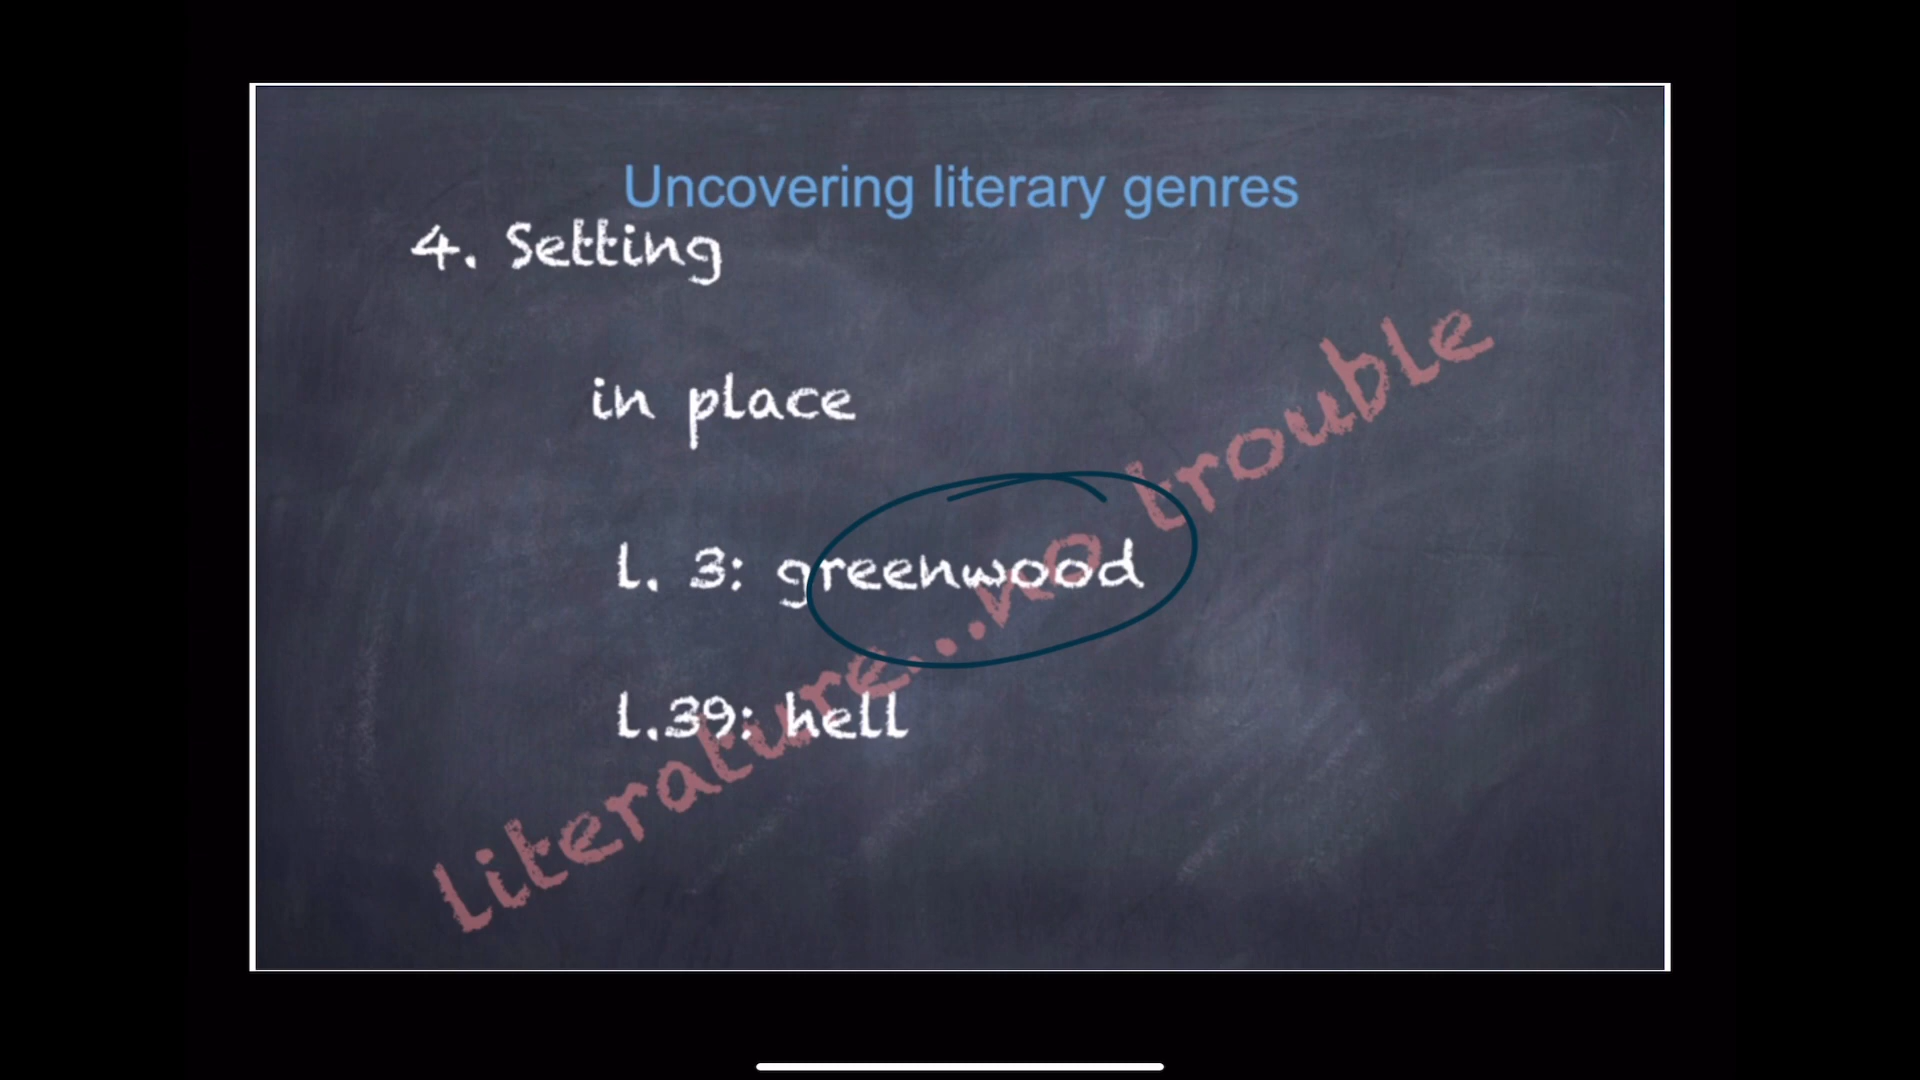 Uncovering literary genres
4. Setting
in place
l. 3: greenwood
l.39: hell
literature...no trouble